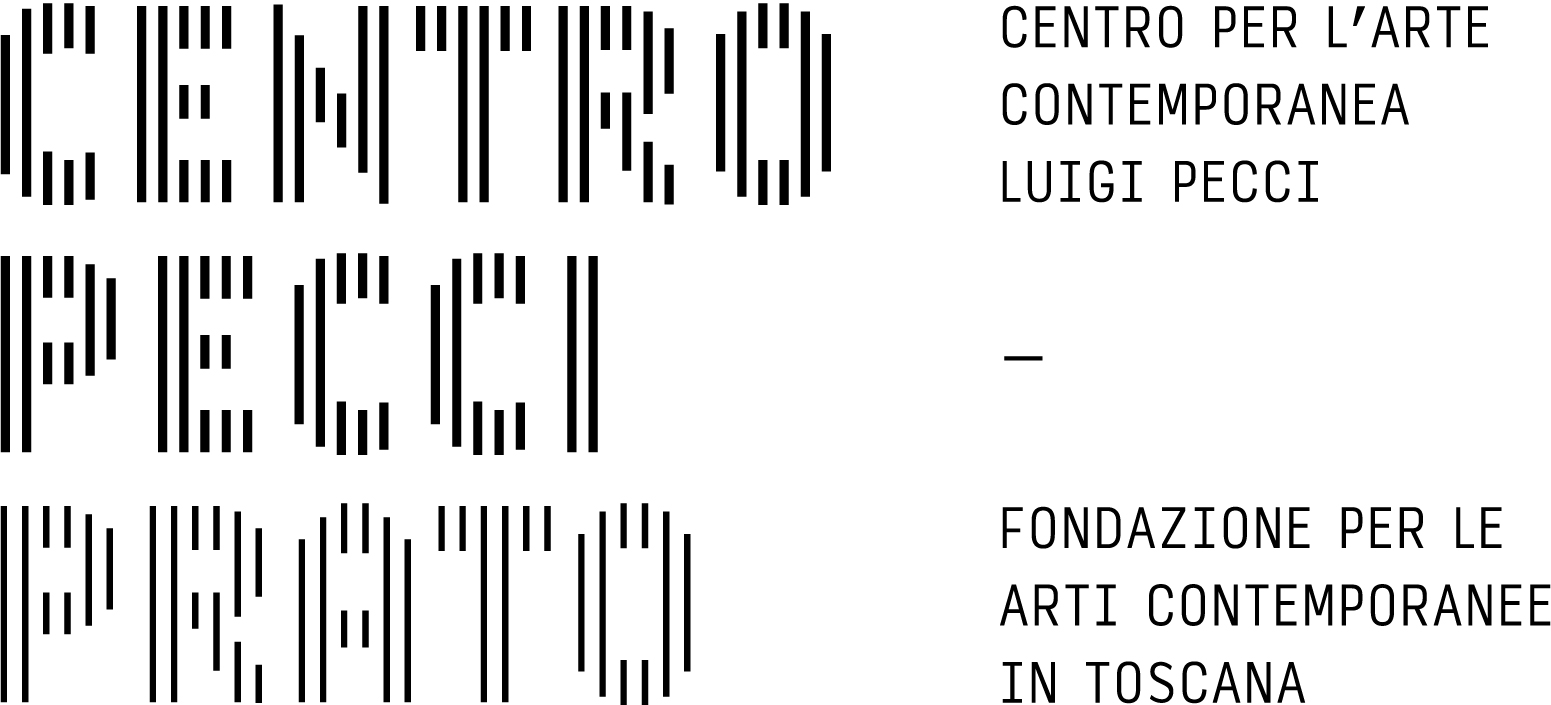 CENTRO
PECCI
PRATO
CENTRO PER L'ARTE
CONTEMPORANEA
LUIGI PECCI
—
FONDAZIONE PER LE
ARTI CONTEMPORANEE
IN TOSCANA